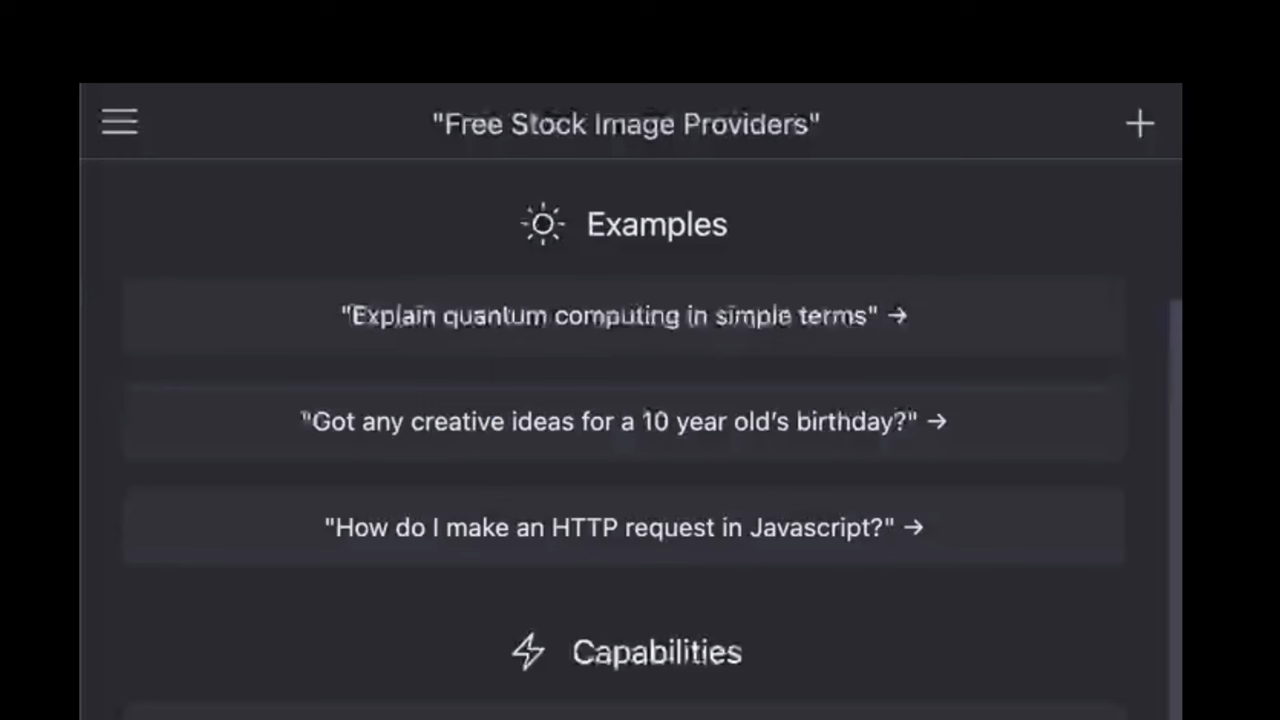 "Free Stock Image Providers"
Examples
"Explain quantum computing in simple terms" →
"Got any creative ideas for a 10 year old's birthday?" →
"How do I make an HTTP request in Javascript?" →
Capabilities